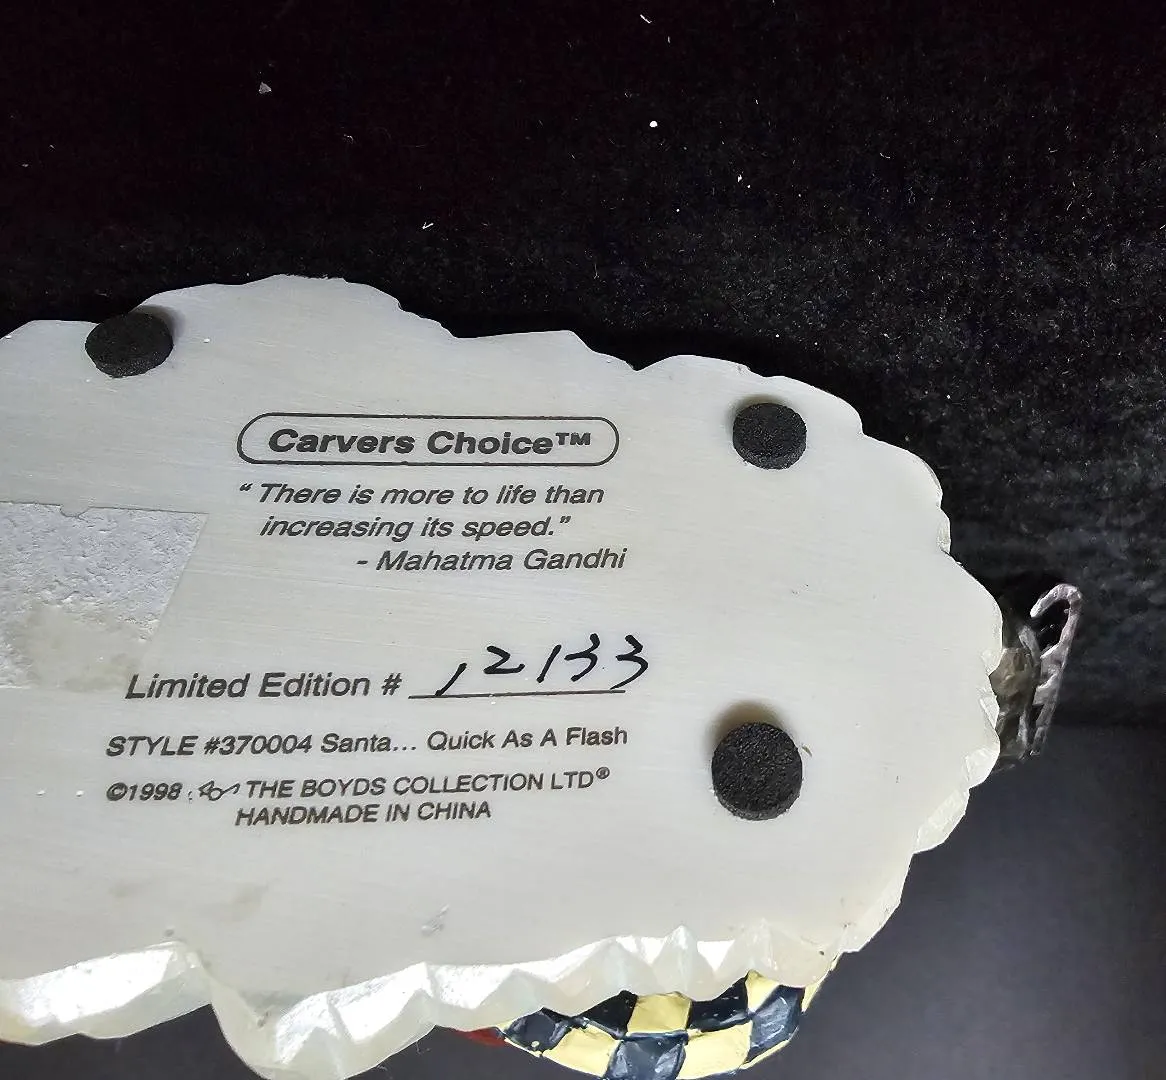 Carvers Choice™
“ There is more to life than
increasing its speed.”
- Mahatma Gandhi
Limited Edition # 12133
STYLE #370004 Santa... Quick As A Flash
©1998 THE BOYDS COLLECTION LTD®
HANDMADE IN CHINA